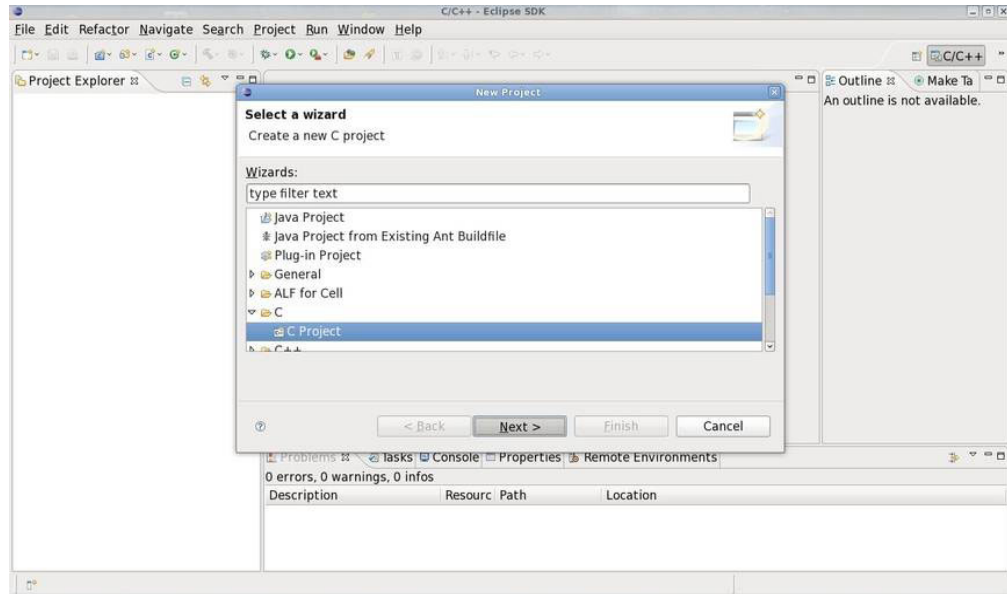 C/C++ - Eclipse SDK
File Edit Refactor Navigate Search Project Run Window Help
C/C++ »
Project Explorer
Outline Make Ta
An outline is not available.
New Project
Select a wizard
Create a new C project
Wizards:
type filter text
Java Project
Java Project from Existing Ant Buildfile
Plug-in Project
General
ALF for Cell
C
C Project
C++
< Back Next > Finish Cancel
Problems Tasks Console Properties Remote Environments
0 errors, 0 warnings, 0 infos
Description Resourc Path Location